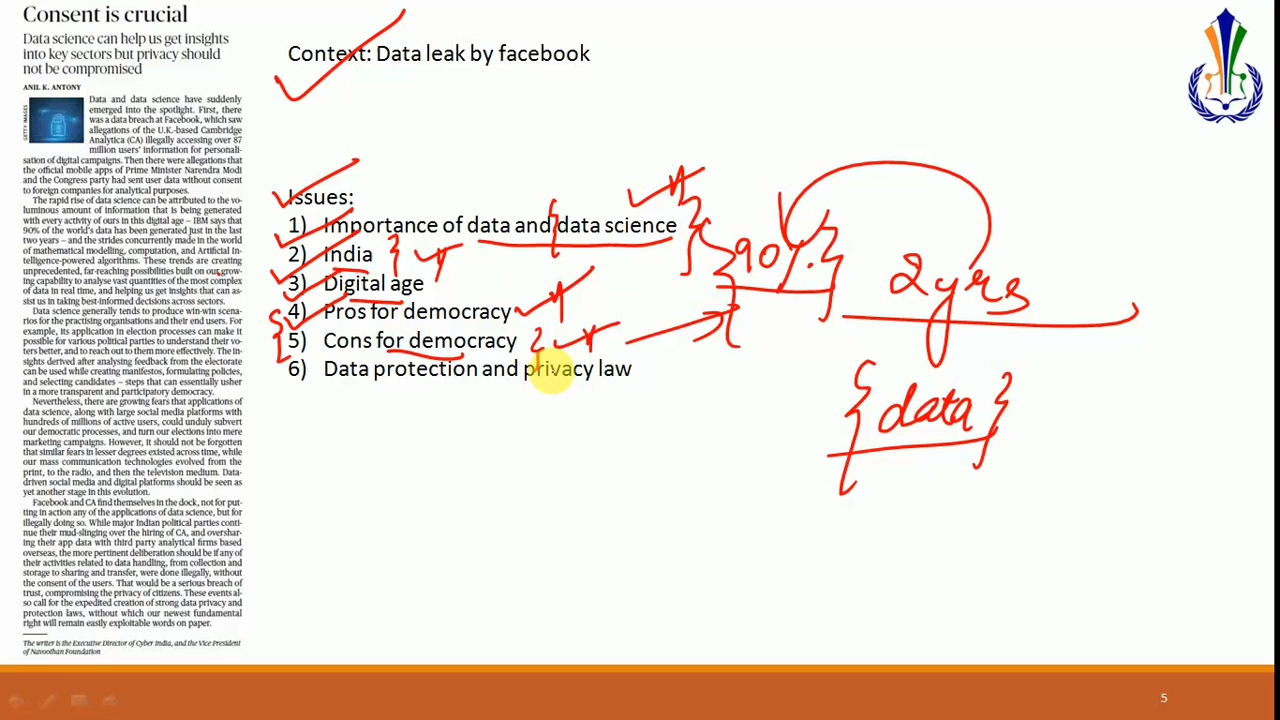 Consent is crucial
Data science can help us get insights
into key sectors but privacy should
not be compromised
ANIL K. ANTONY
GETTY IMAGES
Data and data science have suddenly
emerged into the spotlight. First, there
was a data breach at Facebook, which saw
allegations of the U.K.-based Cambridge
Analytica (CA) illegally accessing over 87
million users' information for personali-
sation of digital campaigns. Then there were allegations that
the official mobile apps of Prime Minister Narendra Modi
and the Congress party had sent user data without consent
to foreign companies for analytical purposes.
The rapid rise of data science can be attributed to the vo-
luminous amount of information that is being generated
with every activity of ours in this digital age – IBM says that
90% of the world's data has been generated just in the last
two years – and the strides concurrently made in the world
of mathematical modelling, computation, and Artificial In-
telligence-powered algorithms. These trends are creating
unprecedented, far-reaching possibilities built on our grow-
ing capability to analyse vast quantities of the most complex
of data in real time, and helping us get insights that can as-
sist us in taking best-informed decisions across sectors.
Data science generally tends to produce win-win scena-
rios for the practising organisations and their end users. For
example, its application in election processes can make it
possible for various political parties to understand their vo-
ters better, and to reach out to them more effectively. The in-
sights derived after analysing feedback from the electorate
can be used while creating manifestos, formulating policies,
and selecting candidates – steps that can essentially usher
in a more transparent and participatory democracy.
Nevertheless, there are growing fears that applications of
data science, along with large social media platforms with
hundreds of millions of active users, could unduly subvert
our democratic processes, and turn our elections into mere
marketing campaigns. However, it should not be forgotten
that similar fears in lesser degrees existed across time, while
our mass communication technologies evolved from the
print, to the radio, and then the television medium. Data-
driven social media and digital platforms should be seen as
yet another stage in this evolution.
Facebook and CA find themselves in the dock, not for put-
ting in action any of the applications of data science, but for
illegally doing so. While major Indian political parties conti-
nue their mud-slinging over the hiring of CA, and overshar-
ing their app data with third party analytical firms based
overseas, the more pertinent deliberation should be if any of
their activities related to data handling, from collection and
storage to sharing and transfer, were done illegally, without
the consent of the users. That would be a serious breach of
trust, compromising the privacy of citizens. These events al-
so call for the expedited creation of strong data privacy and
protection laws, without which our newest fundamental
right will remain easily exploitable words on paper.
The writer is the Executive Director of Cyber India, and the Vice President
of Navoothan Foundation
Context: Data leak by facebook
Issues:
1) Importance of data and data science
2) India
3) Digital age
4) Pros for democracy
5) Cons for democracy
6) Data protection and privacy law
90%
2 yrs
{data}
5